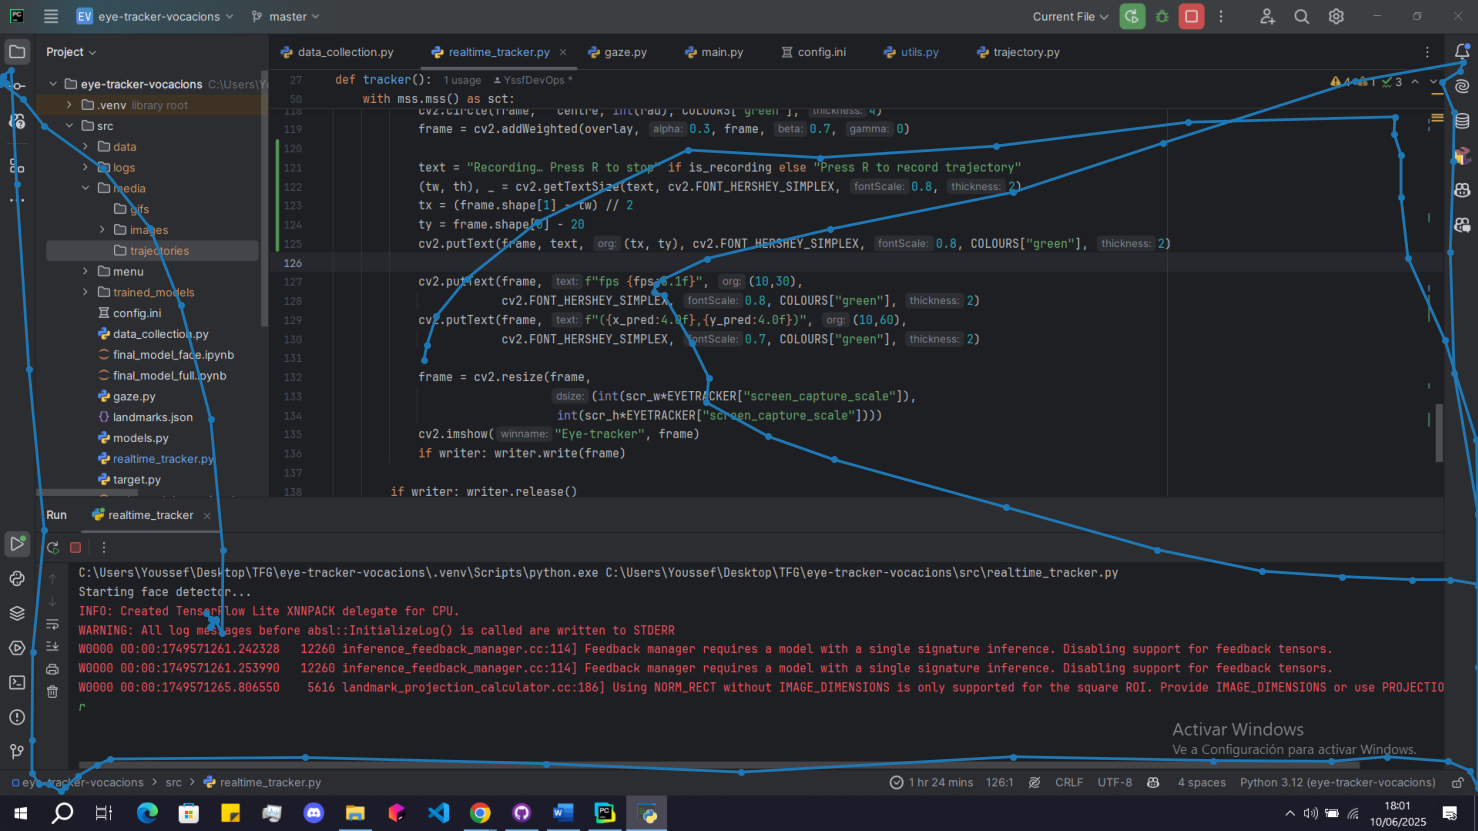 EV eye-tracker-vocacions master Current File
Project
data_collection.py realtime_tracker.py gaze.py main.py config.ini utils.py trajectory.py
eye-tracker-vocacions C:\Users\Y
.venv library root
src
data
logs
media
gifs
images
trajectories
menu
trained_models
config.ini
data_collection.py
final_model_face.ipynb
final_model_full.ipynb
gaze.py
landmarks.json
models.py
realtime_tracker.py
target.py
27 def tracker(): 1 usage YssfDevOps *
50 with mss.mss() as sct:
4 1 3
118 cv2.circle(frame, centre, int(rad), COLOURS["green"], thickness: 4)
119 frame = cv2.addWeighted(overlay, alpha: 0.3, frame, beta: 0.7, gamma: 0)
120
121 text = "Recording… Press R to stop" if is_recording else "Press R to record trajectory"
122 (tw, th), _ = cv2.getTextSize(text, cv2.FONT_HERSHEY_SIMPLEX, fontScale: 0.8, thickness: 2)
123 tx = (frame.shape[1] - tw) // 2
124 ty = frame.shape[0] - 20
125 cv2.putText(frame, text, org: (tx, ty), cv2.FONT_HERSHEY_SIMPLEX, fontScale: 0.8, COLOURS["green"], thickness: 2)
126
127 cv2.putText(frame, text: f"fps {fps:5.1f}", org: (10,30),
128 cv2.FONT_HERSHEY_SIMPLEX, fontScale: 0.8, COLOURS["green"], thickness: 2)
129 cv2.putText(frame, text: f"({x_pred:4.0f},{y_pred:4.0f})", org: (10,60),
130 cv2.FONT_HERSHEY_SIMPLEX, fontScale: 0.7, COLOURS["green"], thickness: 2)
131
132 frame = cv2.resize(frame,
133 dsize: (int(scr_w*EYETRACKER["screen_capture_scale"]),
134 int(scr_h*EYETRACKER["screen_capture_scale"])))
135 cv2.imshow( winname: "Eye-tracker", frame)
136 if writer: writer.write(frame)
137
138 if writer: writer.release()
Run realtime_tracker
C:\Users\Youssef\Desktop\TFG\eye-tracker-vocacions\.venv\Scripts\python.exe C:\Users\Youssef\Desktop\TFG\eye-tracker-vocacions\src\realtime_tracker.py
Starting face detector...
INFO: Created TensorFlow Lite XNNPACK delegate for CPU.
WARNING: All log messages before absl::InitializeLog() is called are written to STDERR
W0000 00:00:1749571261.242328 12260 inference_feedback_manager.cc:114] Feedback manager requires a model with a single signature inference. Disabling support for feedback tensors.
W0000 00:00:1749571261.253990 12260 inference_feedback_manager.cc:114] Feedback manager requires a model with a single signature inference. Disabling support for feedback tensors.
W0000 00:00:1749571265.806550 5616 landmark_projection_calculator.cc:186] Using NORM_RECT without IMAGE_DIMENSIONS is only supported for the square ROI. Provide IMAGE_DIMENSIONS or use PROJECTIO
r
Activar Windows
Ve a Configuración para activar Windows.
eye-tracker-vocacions src realtime_tracker.py 1 hr 24 mins 126:1 CRLF UTF-8 4 spaces Python 3.12 (eye-tracker-vocacions)
18:01
10/06/2025